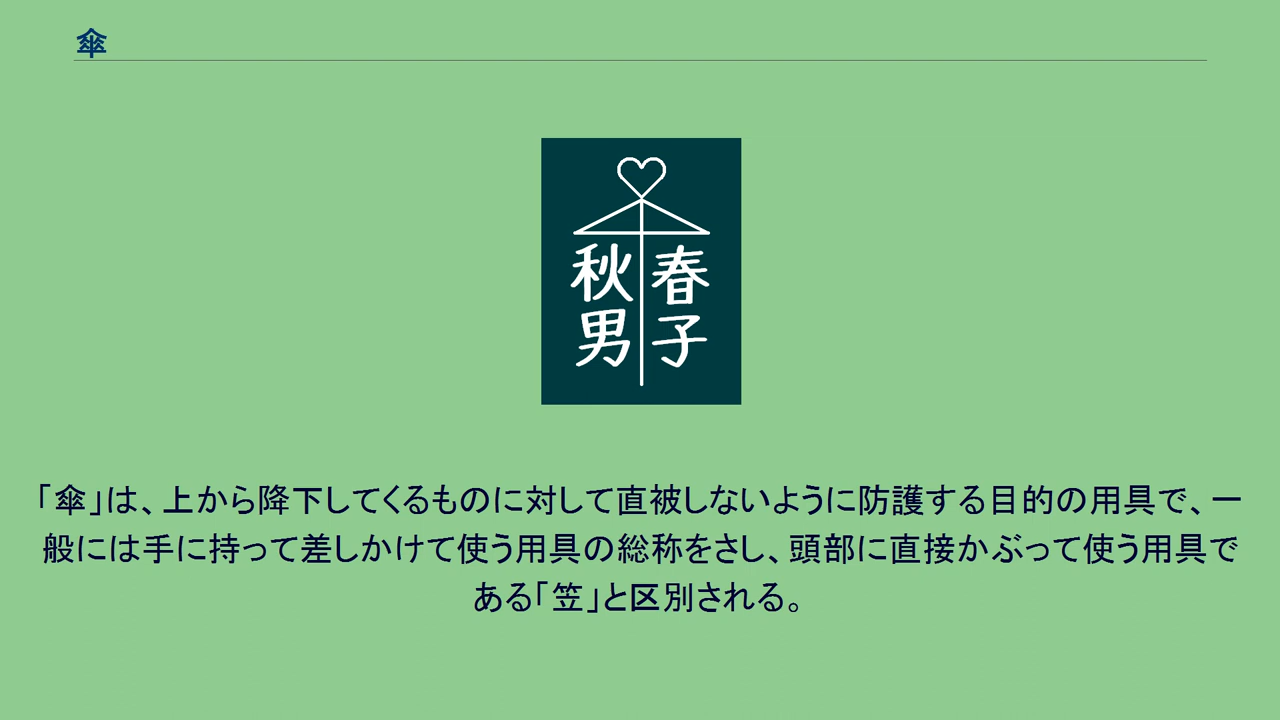 傘
秋男
春子
「傘」は、上から降下してくるものに対して直被しないように防護する目的の用具で、一
般には手に持って差しかけて使う用具の総称をさし、頭部に直接かぶって使う用具で
ある「笠」と区別される。